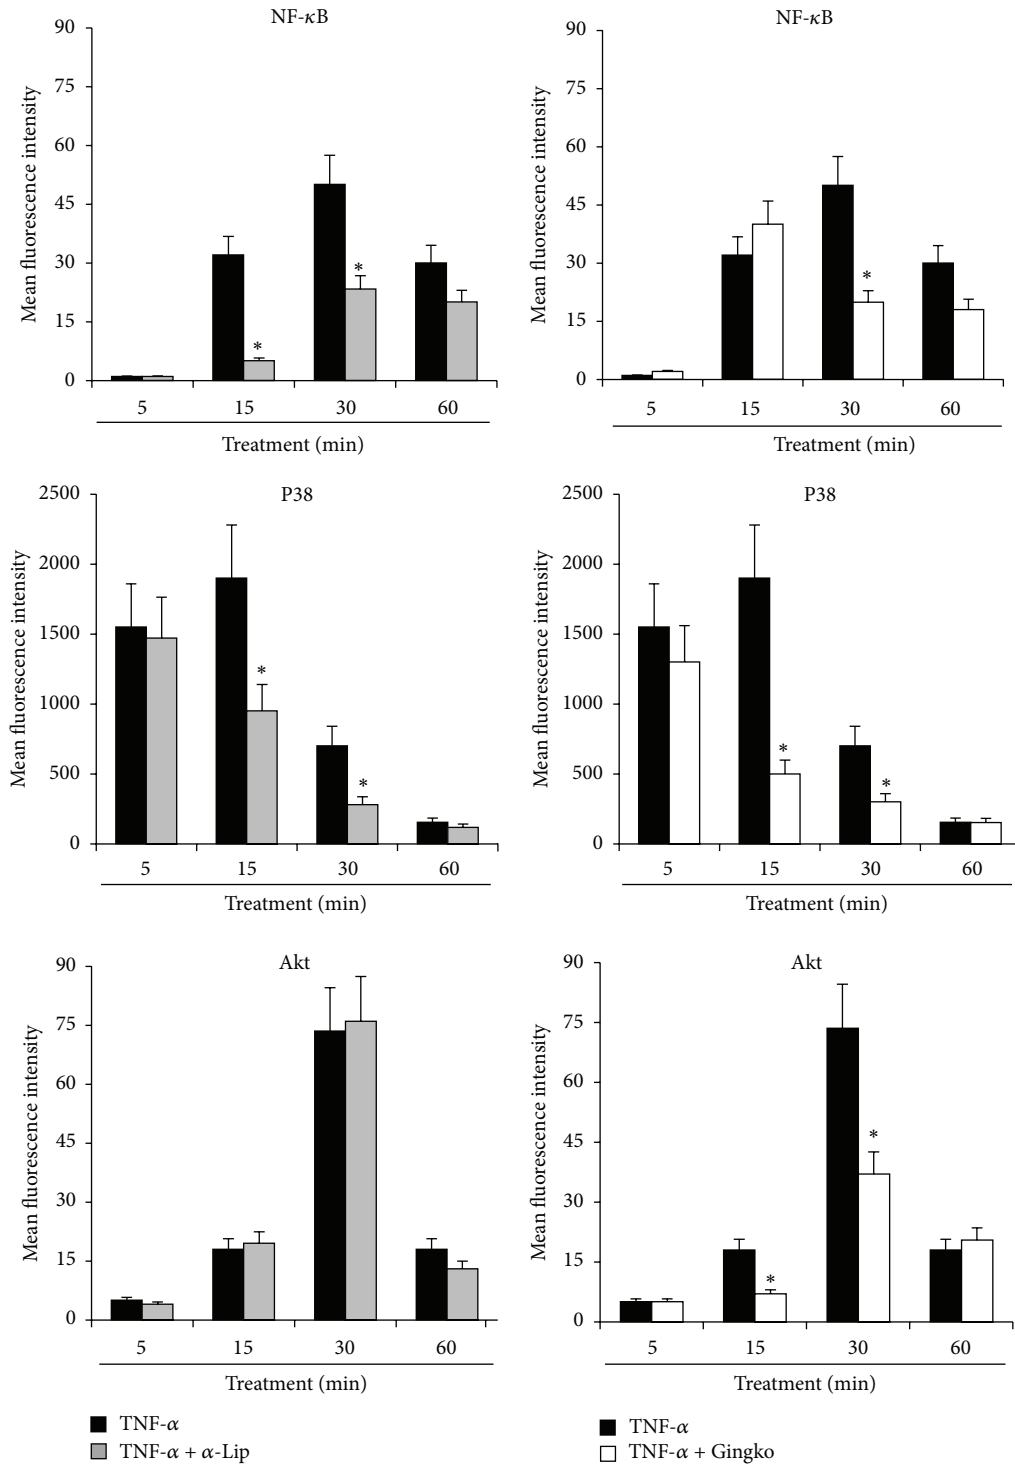 NF-κB
Mean fluorescence intensity
90
75
60
45
30
15
0
*
*
5 15 30 60
Treatment (min)
NF-κB
Mean fluorescence intensity
90
75
60
45
30
15
0
*
5 15 30 60
Treatment (min)
P38
Mean fluorescence intensity
2500
2000
1500
1000
500
0
*
*
5 15 30 60
Treatment (min)
P38
Mean fluorescence intensity
2500
2000
1500
1000
500
0
*
*
5 15 30 60
Treatment (min)
Akt
Mean fluorescence intensity
90
75
60
45
30
15
0
5 15 30 60
Treatment (min)
TNF-α
TNF-α + α-Lip
Akt
Mean fluorescence intensity
90
75
60
45
30
15
0
*
*
5 15 30 60
Treatment (min)
TNF-α
TNF-α + Gingko